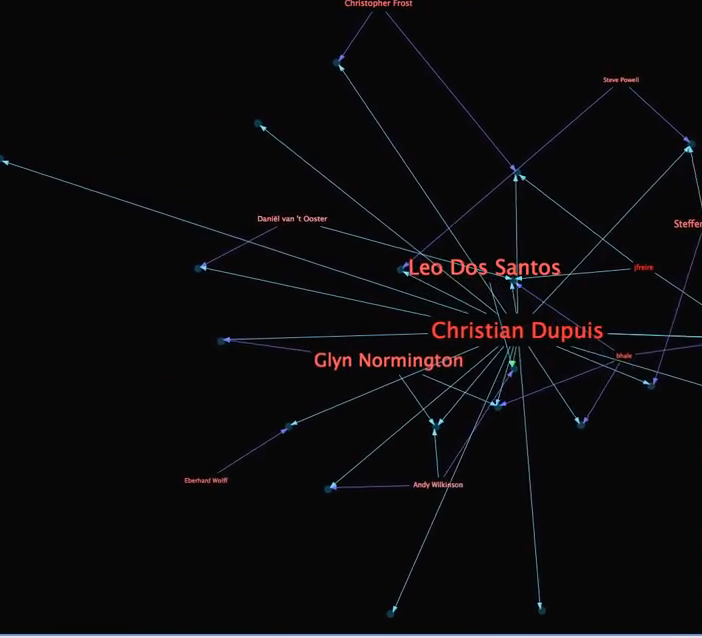 Christopher Frost
Steve Powell
Daniël van 't Ooster
Steffen
Leo Dos Santos
jfreire
Christian Dupuis
bhale
Glyn Normington
Eberhard Wolff
Andy Wilkinson